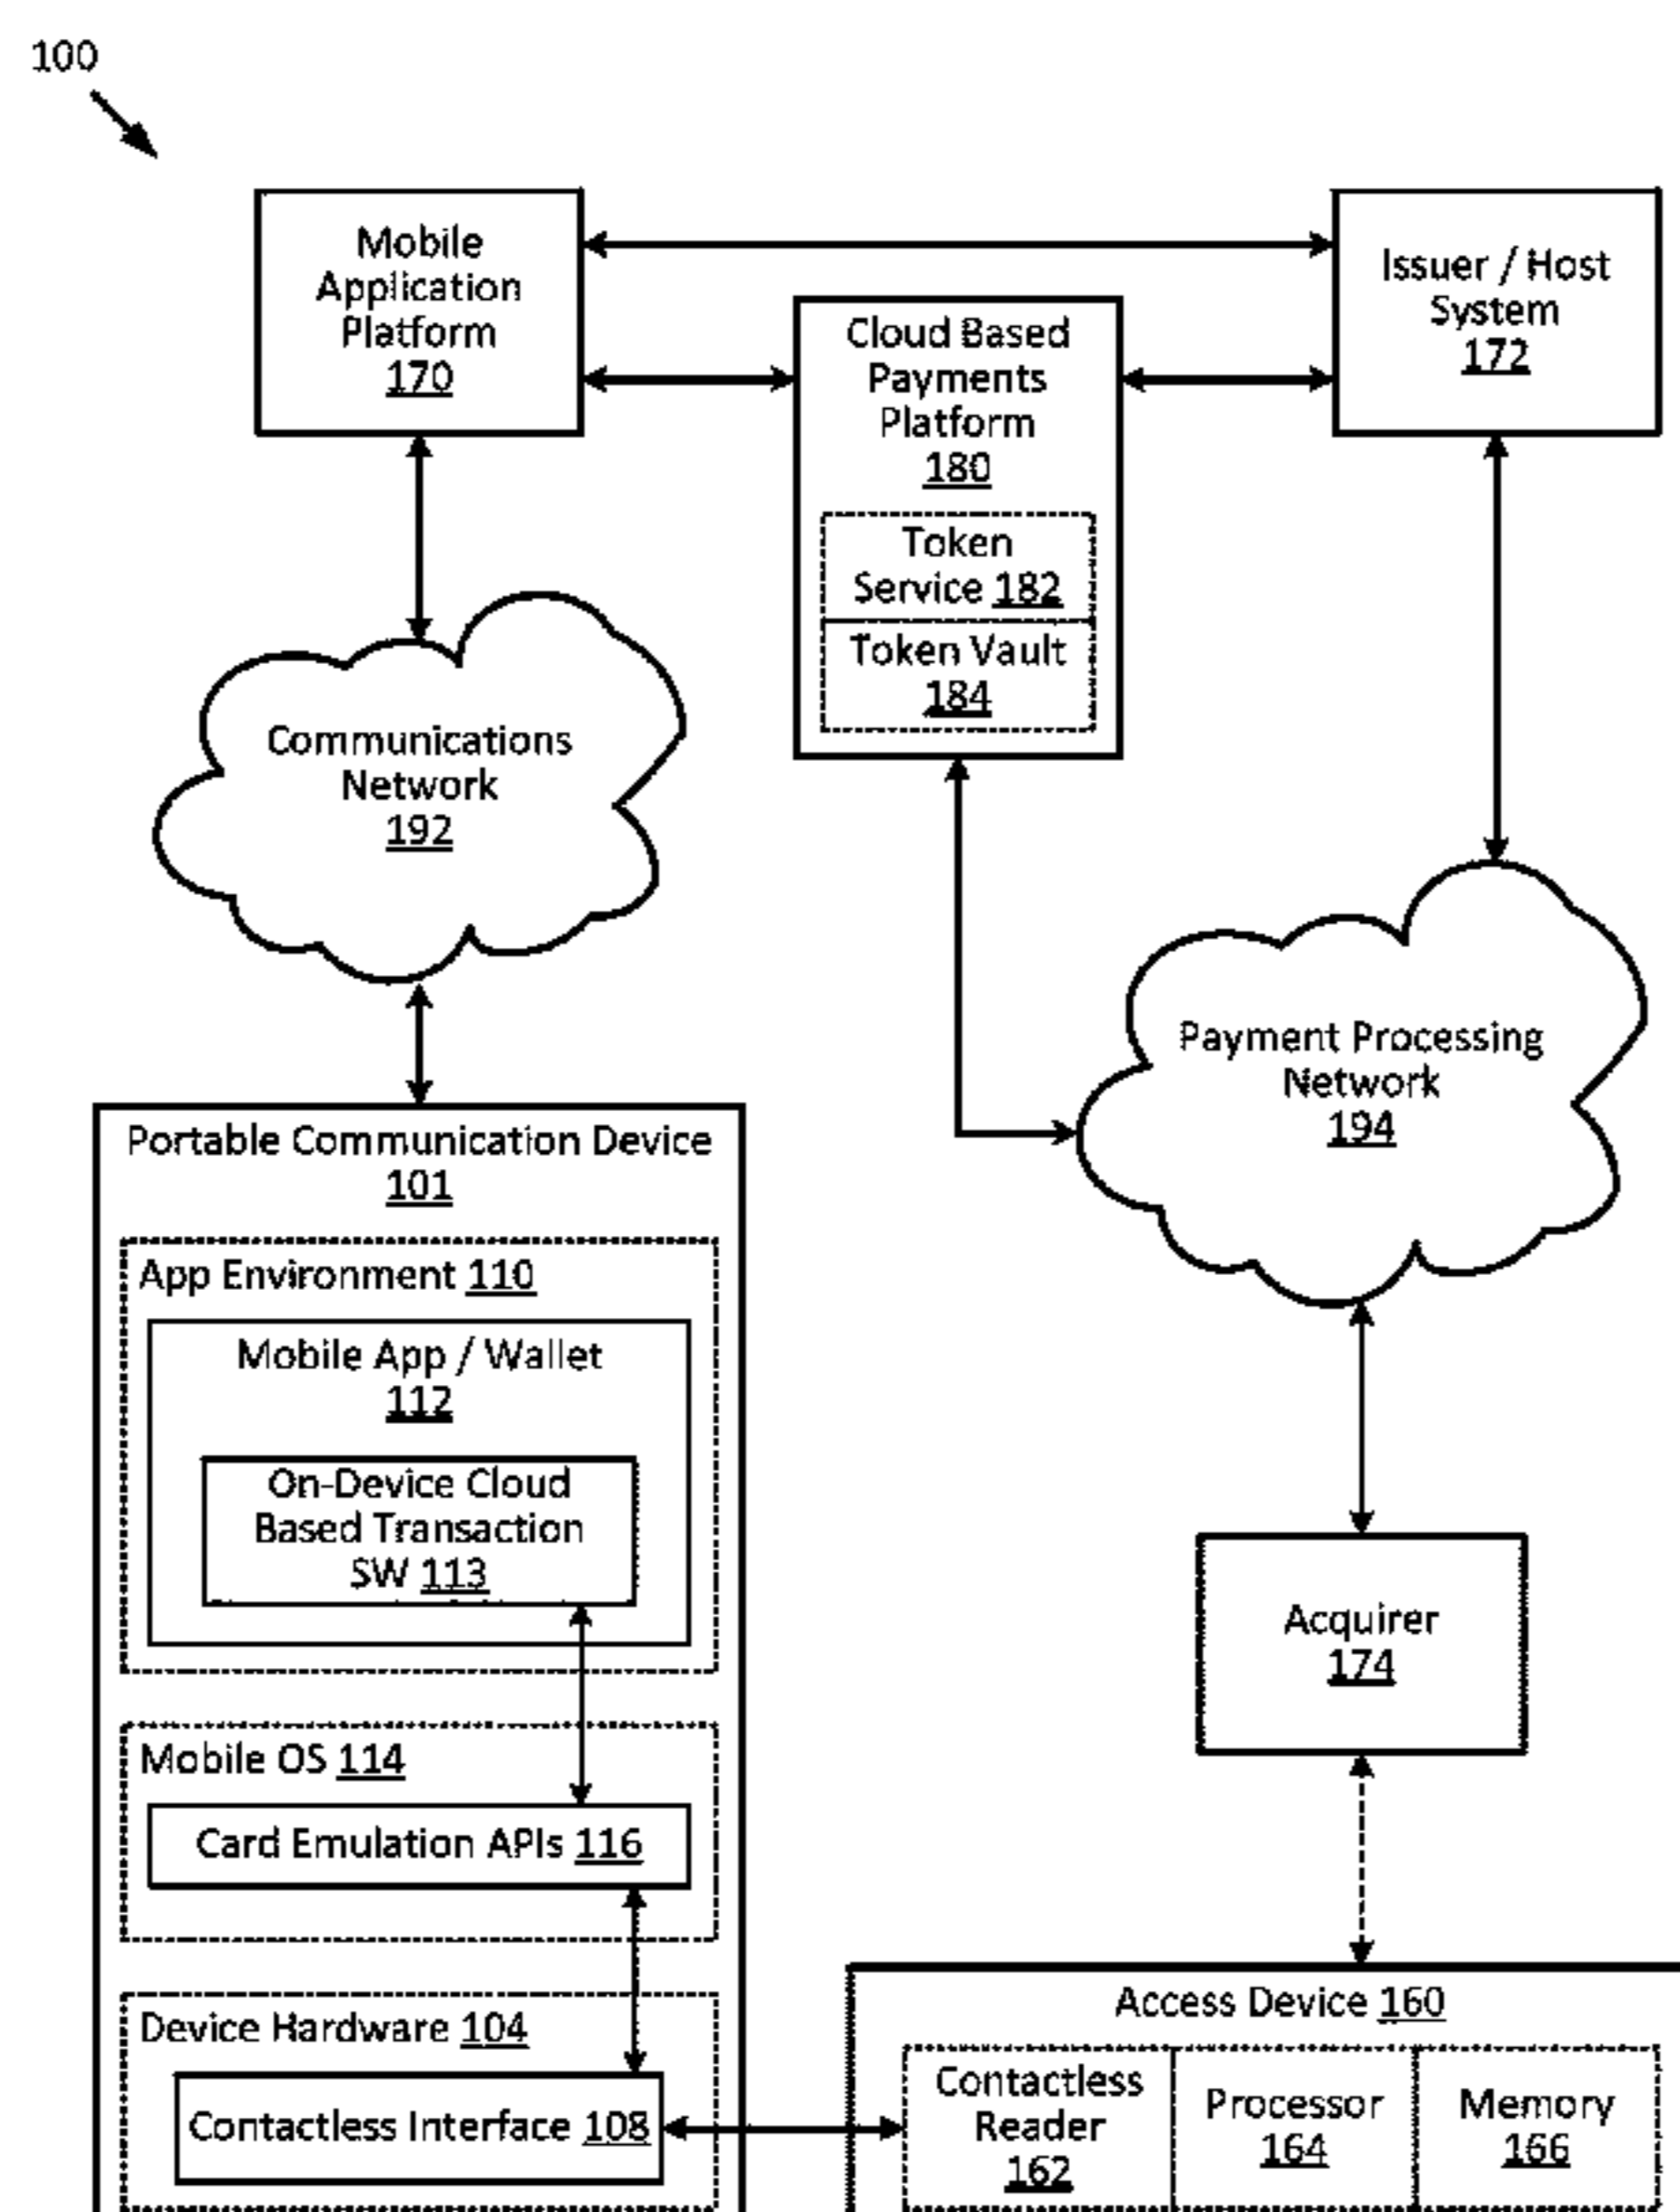 100
Mobile
Application
Platform
170
Issuer / Host
System
172
Cloud Based
Payments
Platform
180
Token
Service 182
Token Vault
184
Communications
Network
192
Payment Processing
Network
194
Portable Communication Device
101
App Environment 110
Mobile App / Wallet
112
On-Device Cloud
Based Transaction
SW 113
Acquirer
174
Mobile OS 114
Card Emulation APIs 116
Device Hardware 104
Contactless Interface 108
Access Device 160
Contactless
Reader
162
Processor
164
Memory
166